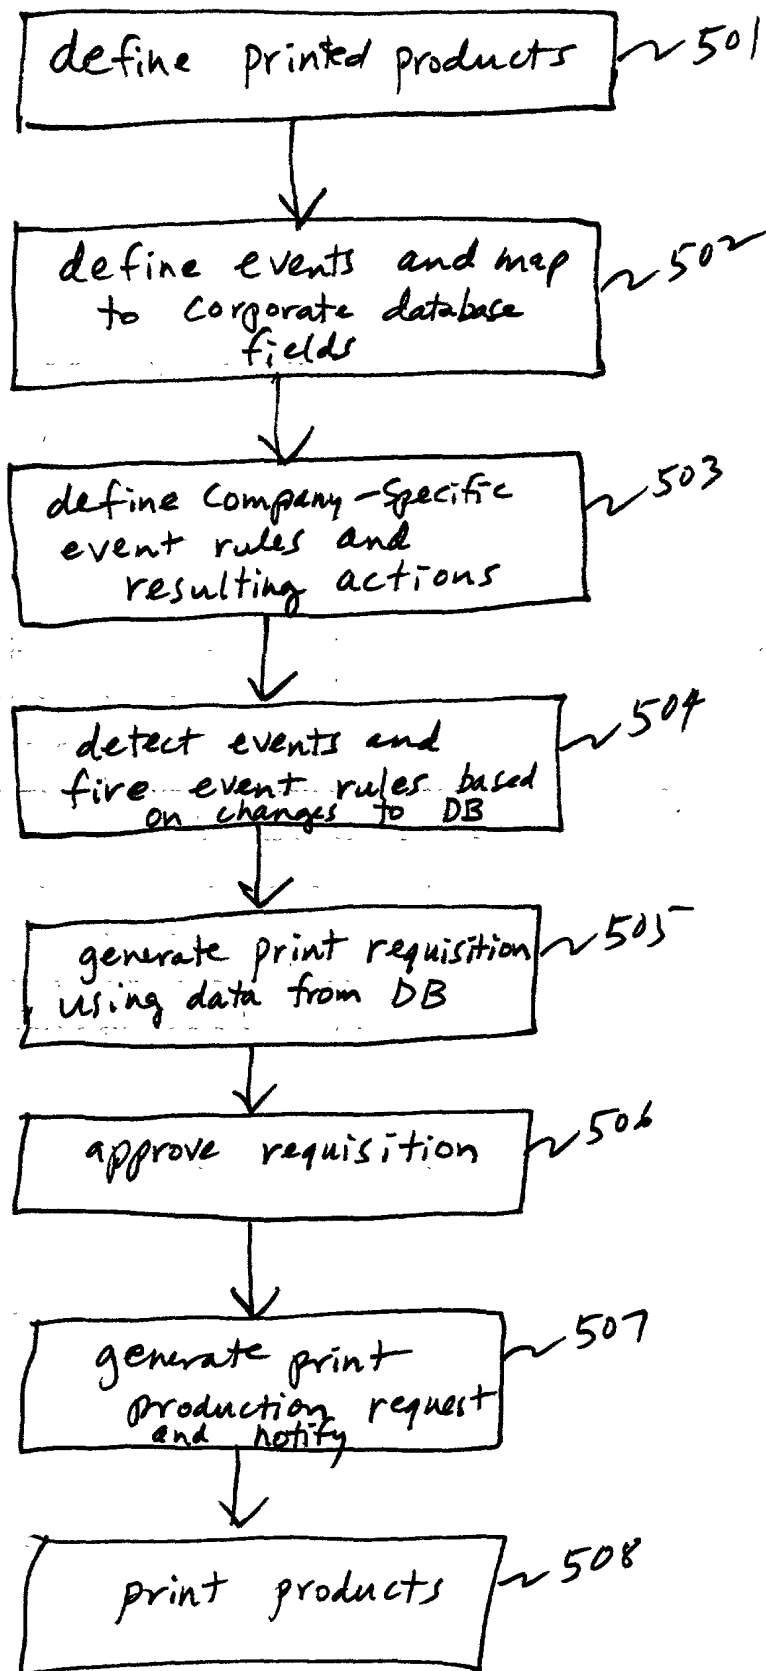 define printed products
501
define events and map
to corporate database
fields
502
define Company-Specific
event rules and
resulting actions
503
detect events and
fire event rules based
on changes to DB
504
generate print requisition
using data from DB
505
approve requisition
506
generate print
production request
and notify
507
print products
508